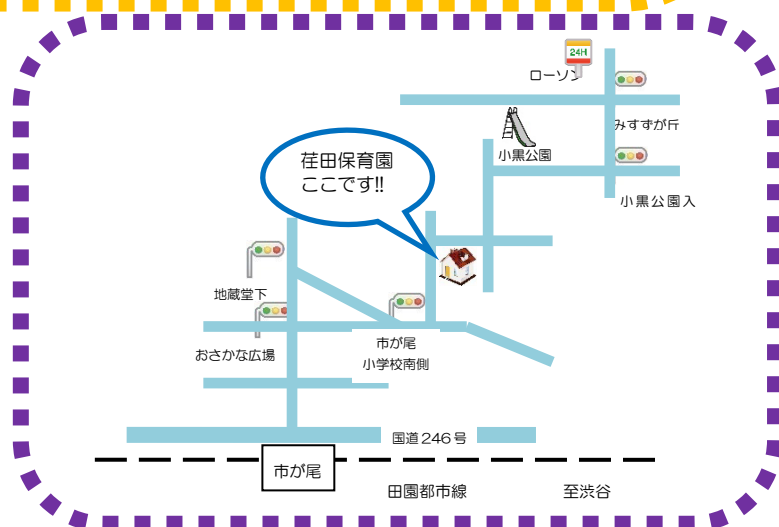 24H
ローソン
みすずが丘
小黒公園
小黒公園入
荏田保育園
ここです!!
地蔵堂下
おさかな広場
市が尾
小学校南側
国道246号
市が尾
田園都市線
至渋谷